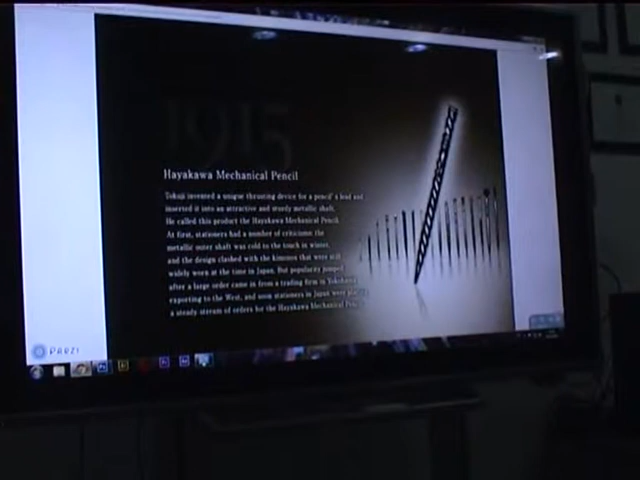 1915
Hayakawa Mechanical Pencil
Tokuji invented a unique thrusting device for a pencil's lead and
inserted it into an attractive and sturdy metallic shaft.
He called this product the Hayakawa Mechanical Pencil.
At first, stationers had a number of criticisms: the
metallic outer shaft was cold to the touch in winter,
and the design clashed with the kimonos that were still
widely worn at the time in Japan. But popularity jumped
after a large order came in from a trading firm in Yokohama
exporting to the West, and soon stationers in Japan were
a steady stream of orders for the Hayakawa Mechanical Pencil.
PARZI